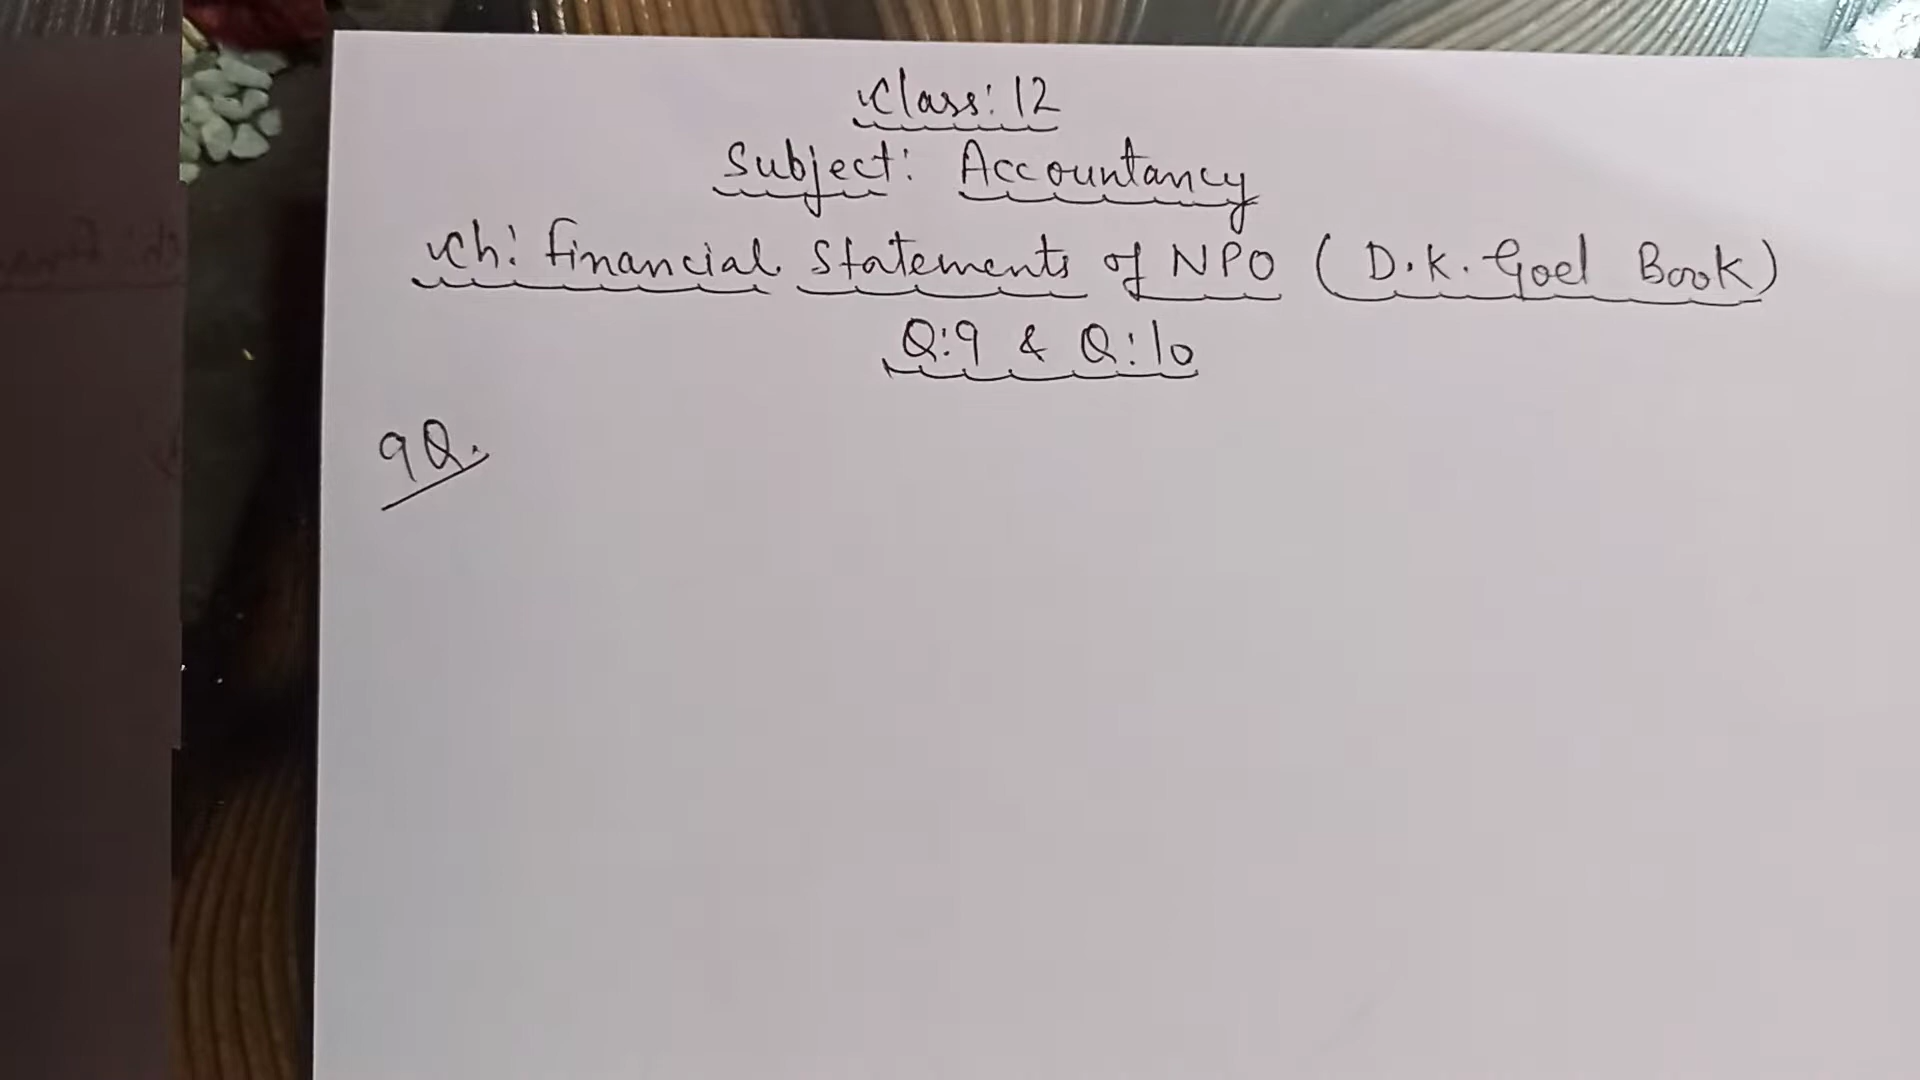 Class: 12
Subject: Accountancy
Ch: Financial Statements of NPO ( D.K. Goel Book)
Q:9 & Q:10
9Q.